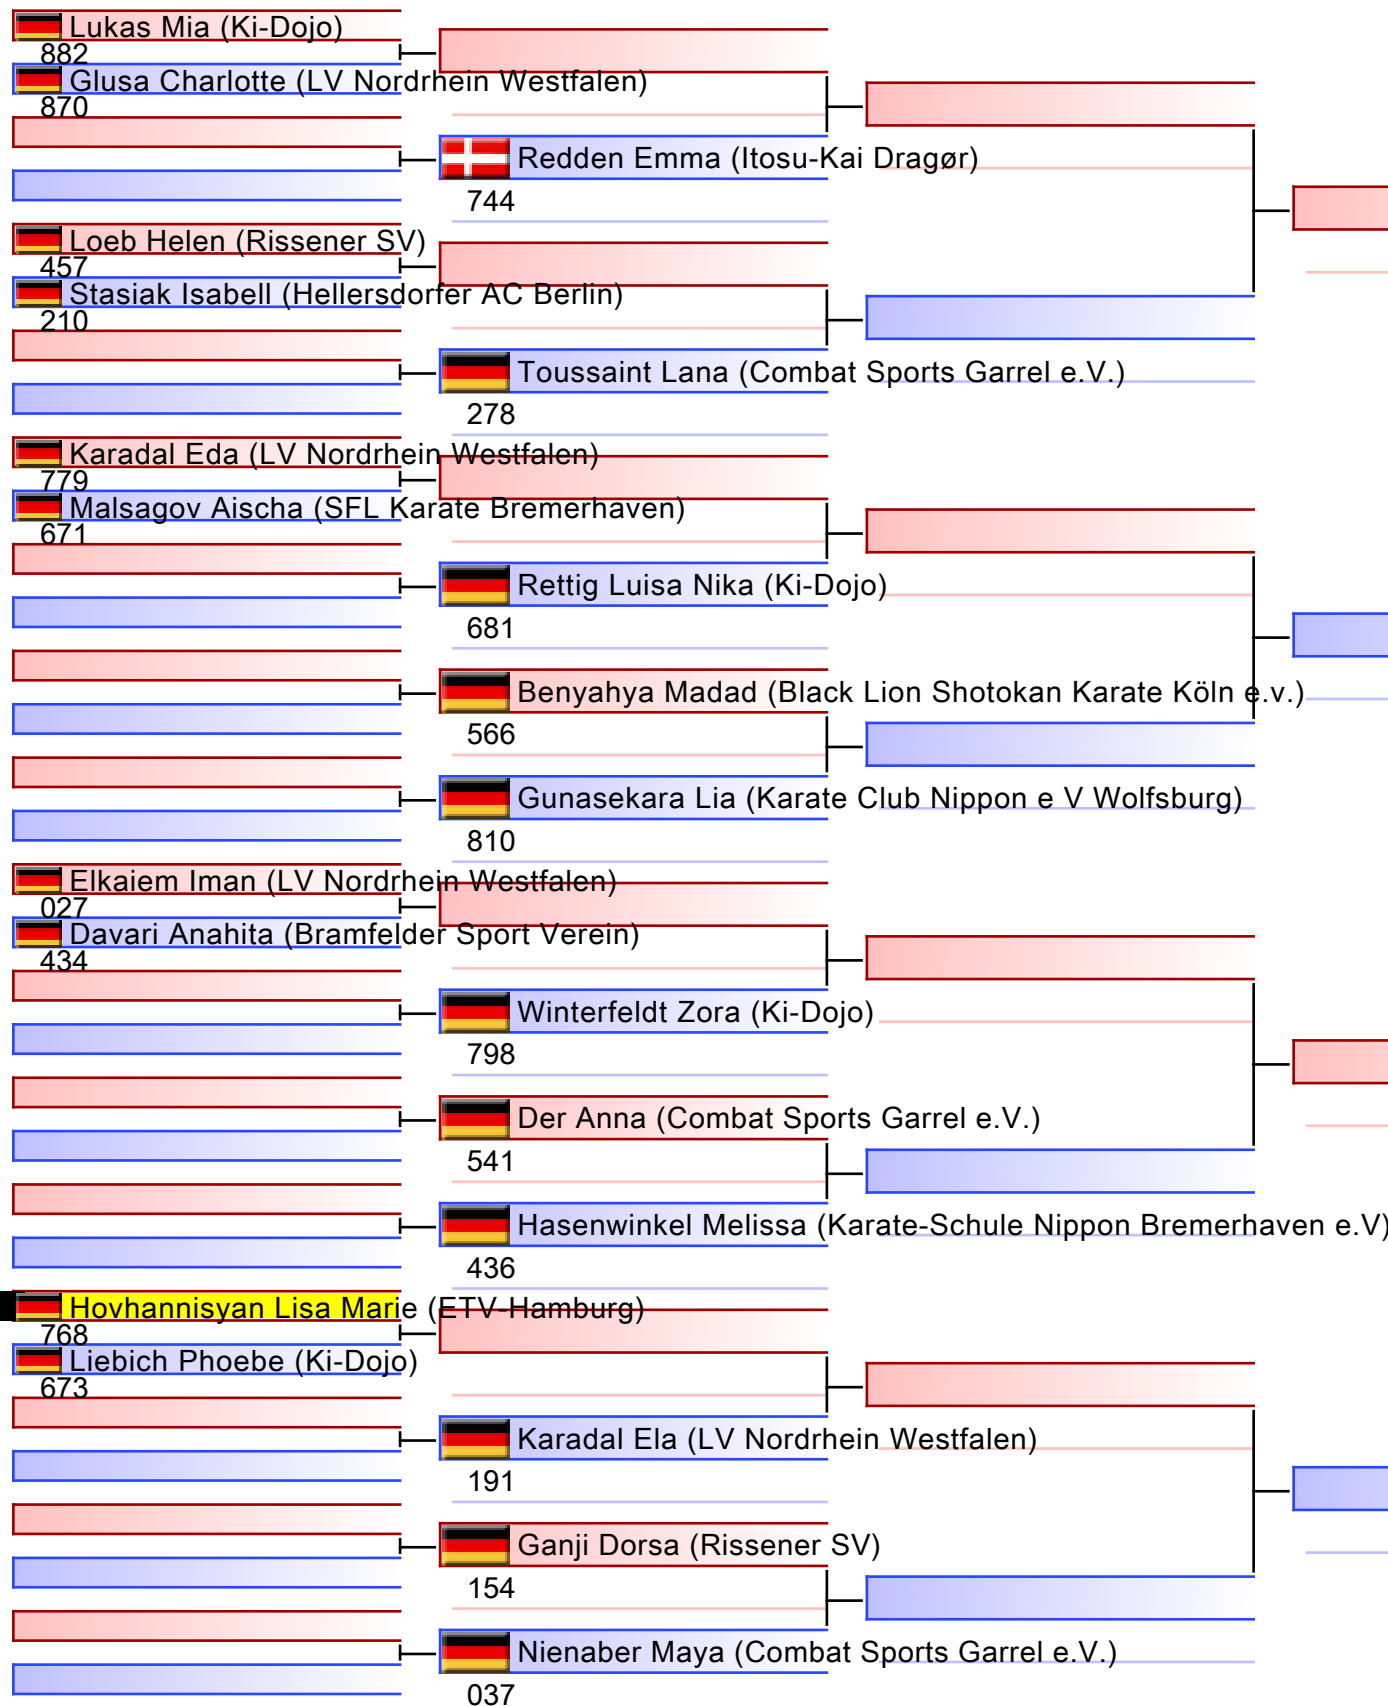 Lukas Mia (Ki-Dojo)
882
Glusa Charlotte (LV Nordrhein Westfalen)
870
Redden Emma (Itosu-Kai Dragør)
744
Loeb Helen (Rissener SV)
457
Stasiak Isabell (Hellersdorfer AC Berlin)
210
Toussaint Lana (Combat Sports Garrel e.V.)
278
Karadal Eda (LV Nordrhein Westfalen)
779
Malsagov Aischa (SFL Karate Bremerhaven)
671
Rettig Luisa Nika (Ki-Dojo)
681
Benyahya Madad (Black Lion Shotokan Karate Köln e.v.)
566
Gunasekara Lia (Karate Club Nippon e V Wolfsburg)
810
Elkaiem Iman (LV Nordrhein Westfalen)
027
Davari Anahita (Bramfelder Sport Verein)
434
Winterfeldt Zora (Ki-Dojo)
798
Der Anna (Combat Sports Garrel e.V.)
541
Hasenwinkel Melissa (Karate-Schule Nippon Bremerhaven e.V)
436
Hovhannisyan Lisa Marie (ETV-Hamburg)
768
Liebich Phoebe (Ki-Dojo)
673
Karadal Ela (LV Nordrhein Westfalen)
191
Ganji Dorsa (Rissener SV)
154
Nienaber Maya (Combat Sports Garrel e.V.)
037